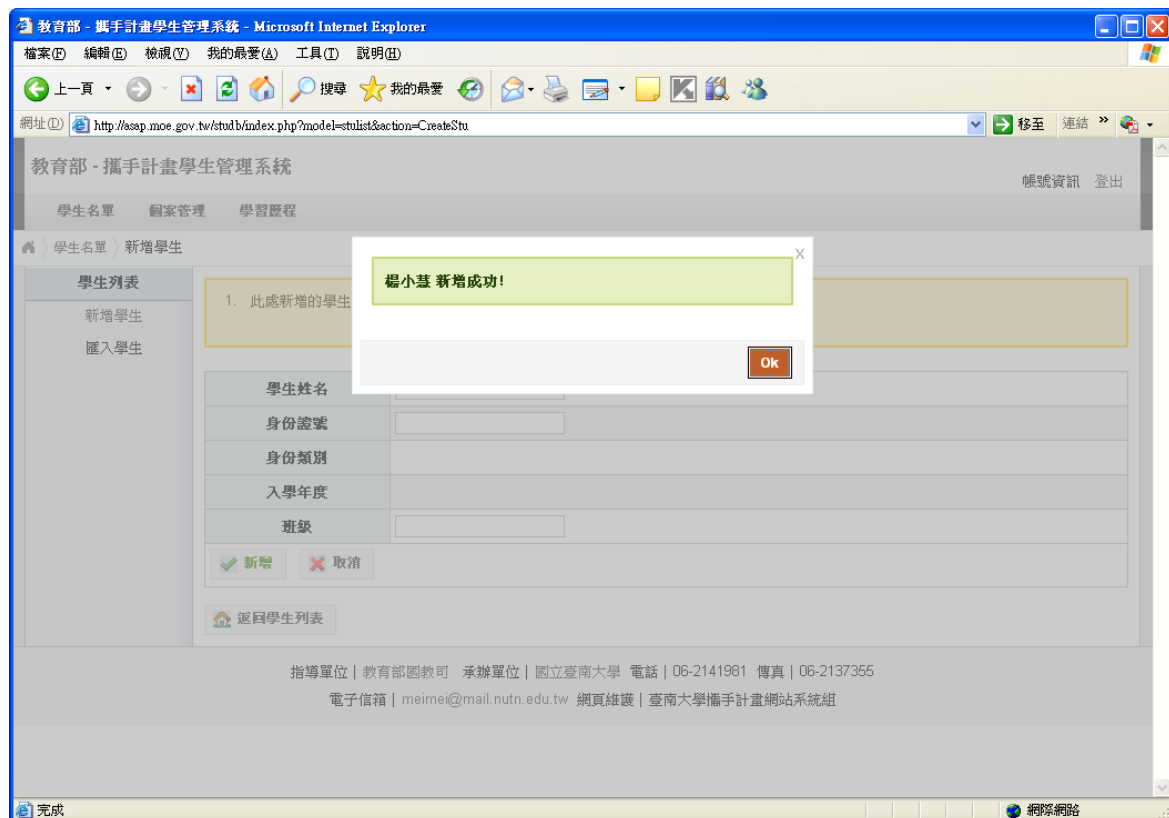 教育部 - 攜手計畫學生管理系統 - Microsoft Internet Explorer
檔案(F) 編輯(E) 檢視(V) 我的最愛(A) 工具(T) 說明(H)
上一頁 搜尋 我的最愛
網址(D) http://asap.moe.gov.tw/studb/index.php?model=stulist&action=CreateStu 移至 連結 »
教育部 - 攜手計畫學生管理系統
帳號資訊 登出
學生名單 個案管理 學習歷程
學生名單 〉 新增學生
x
楊小慧 新增成功!
Ok
學生列表
新增學生
匯入學生
1. 此處新增的學生
學生姓名
身份證號
身份類別
入學年度
班級
新增 取消
返回學生列表
指導單位 | 教育部國教司 承辦單位 | 國立臺南大學 電話 | 06-2141981 傳真 | 06-2137355
電子信箱 | meimei@mail.nutn.edu.tw 網頁維護 | 臺南大學攜手計畫網站系統組
完成 網際網路